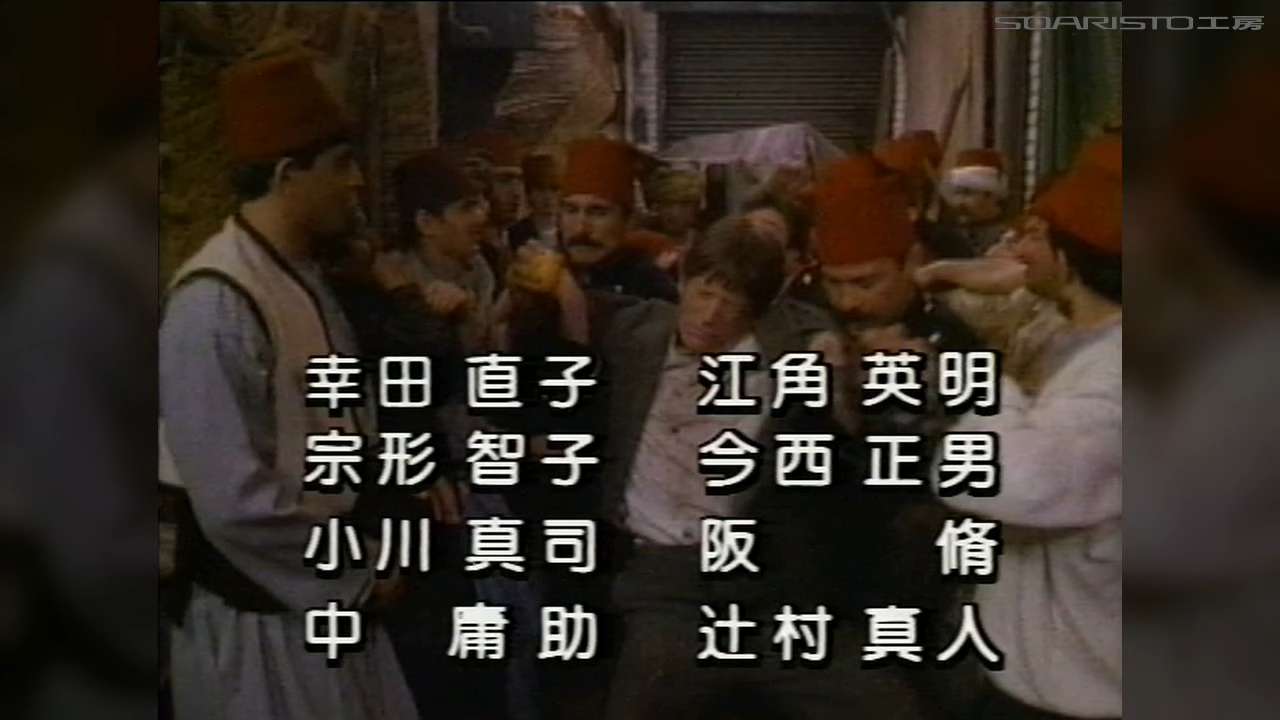 SQARISTO工房
幸田 直子 江角 英明
宗形 智子 今西 正男
小川 真司 阪 脩
中 庸助 辻村 真人